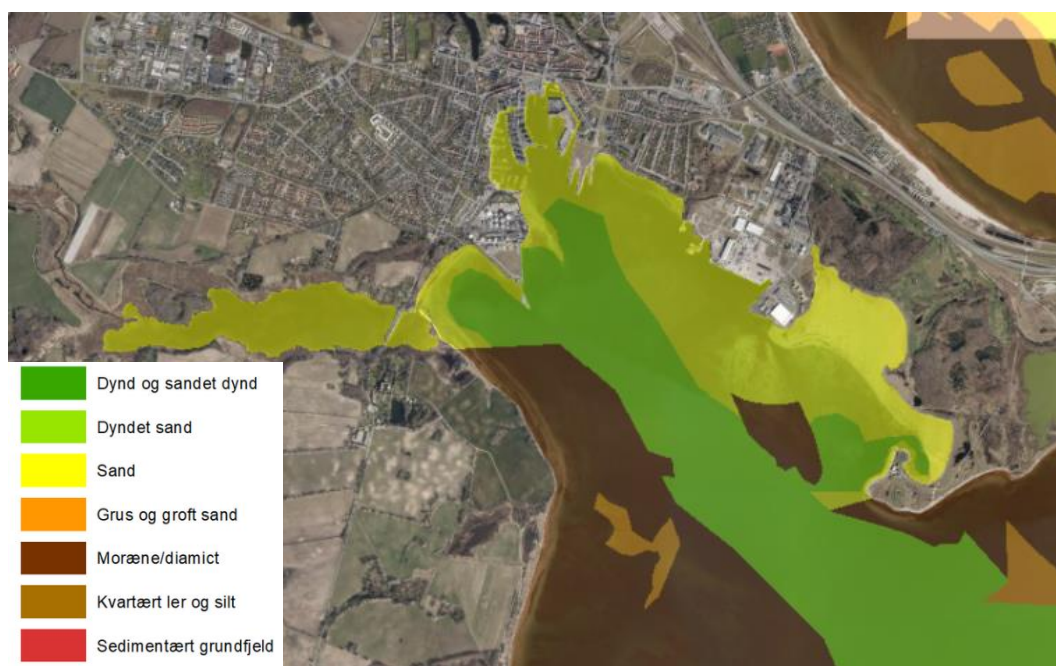 Dynd og sandet dynd
Dyndet sand
Sand
Grus og groft sand
Moræne/diamict
Kvartært ler og silt
Sedimentært grundfjeld